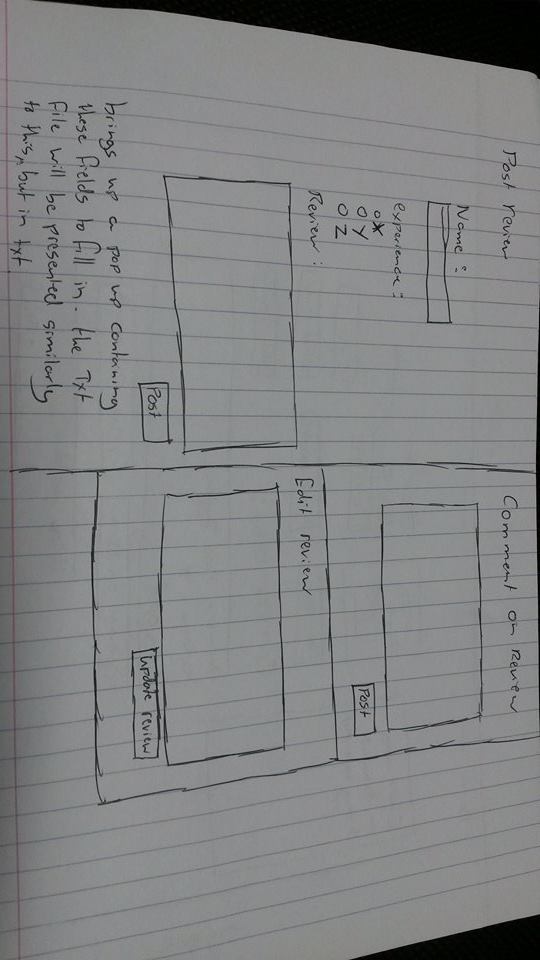 Post review
Name :
experience :
o X
o Y
o Z
Review :
Post
brings up a pop up containing
these fields to fill in. the Txt
file will be presented similarly
to this, but in txt
Comment on Review
Post
Edit review
update review